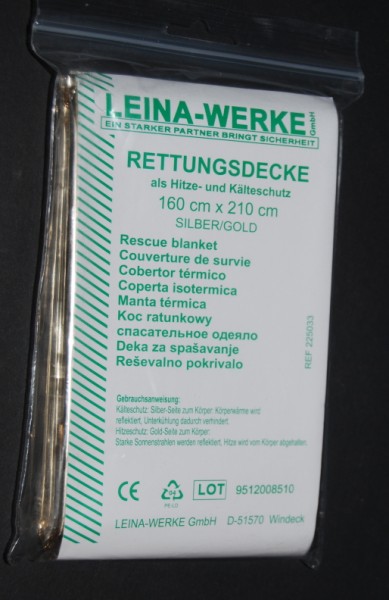 LEINA-WERKE GmbH
EIN STARKER PARTNER BRINGT SICHERHEIT
RETTUNGSDECKE
als Hitze- und Kälteschutz
160 cm x 210 cm
SILBER/GOLD
Rescue blanket
Couverture de survie
Cobertor térmico
Coperta isotermica
Manta térmica
Koc ratunkowy
спасательное одеяло
Deka za spašavanje
Reševalno pokrivalo
REF 225033
Gebrauchsanweisung:
Kälteschutz: Silber-Seite zum Körper: Körperwärme wird
reflektiert, Unterkühlung dadurch verhindert.
Hitzeschutz: Gold-Seite zum Körper:
Starke Sonnenstrahlen werden reflektiert, Hitze wird vom Körper abgehalten.
CE
LOT 9512008510
LEINA-WERKE GmbH D-51570 Windeck